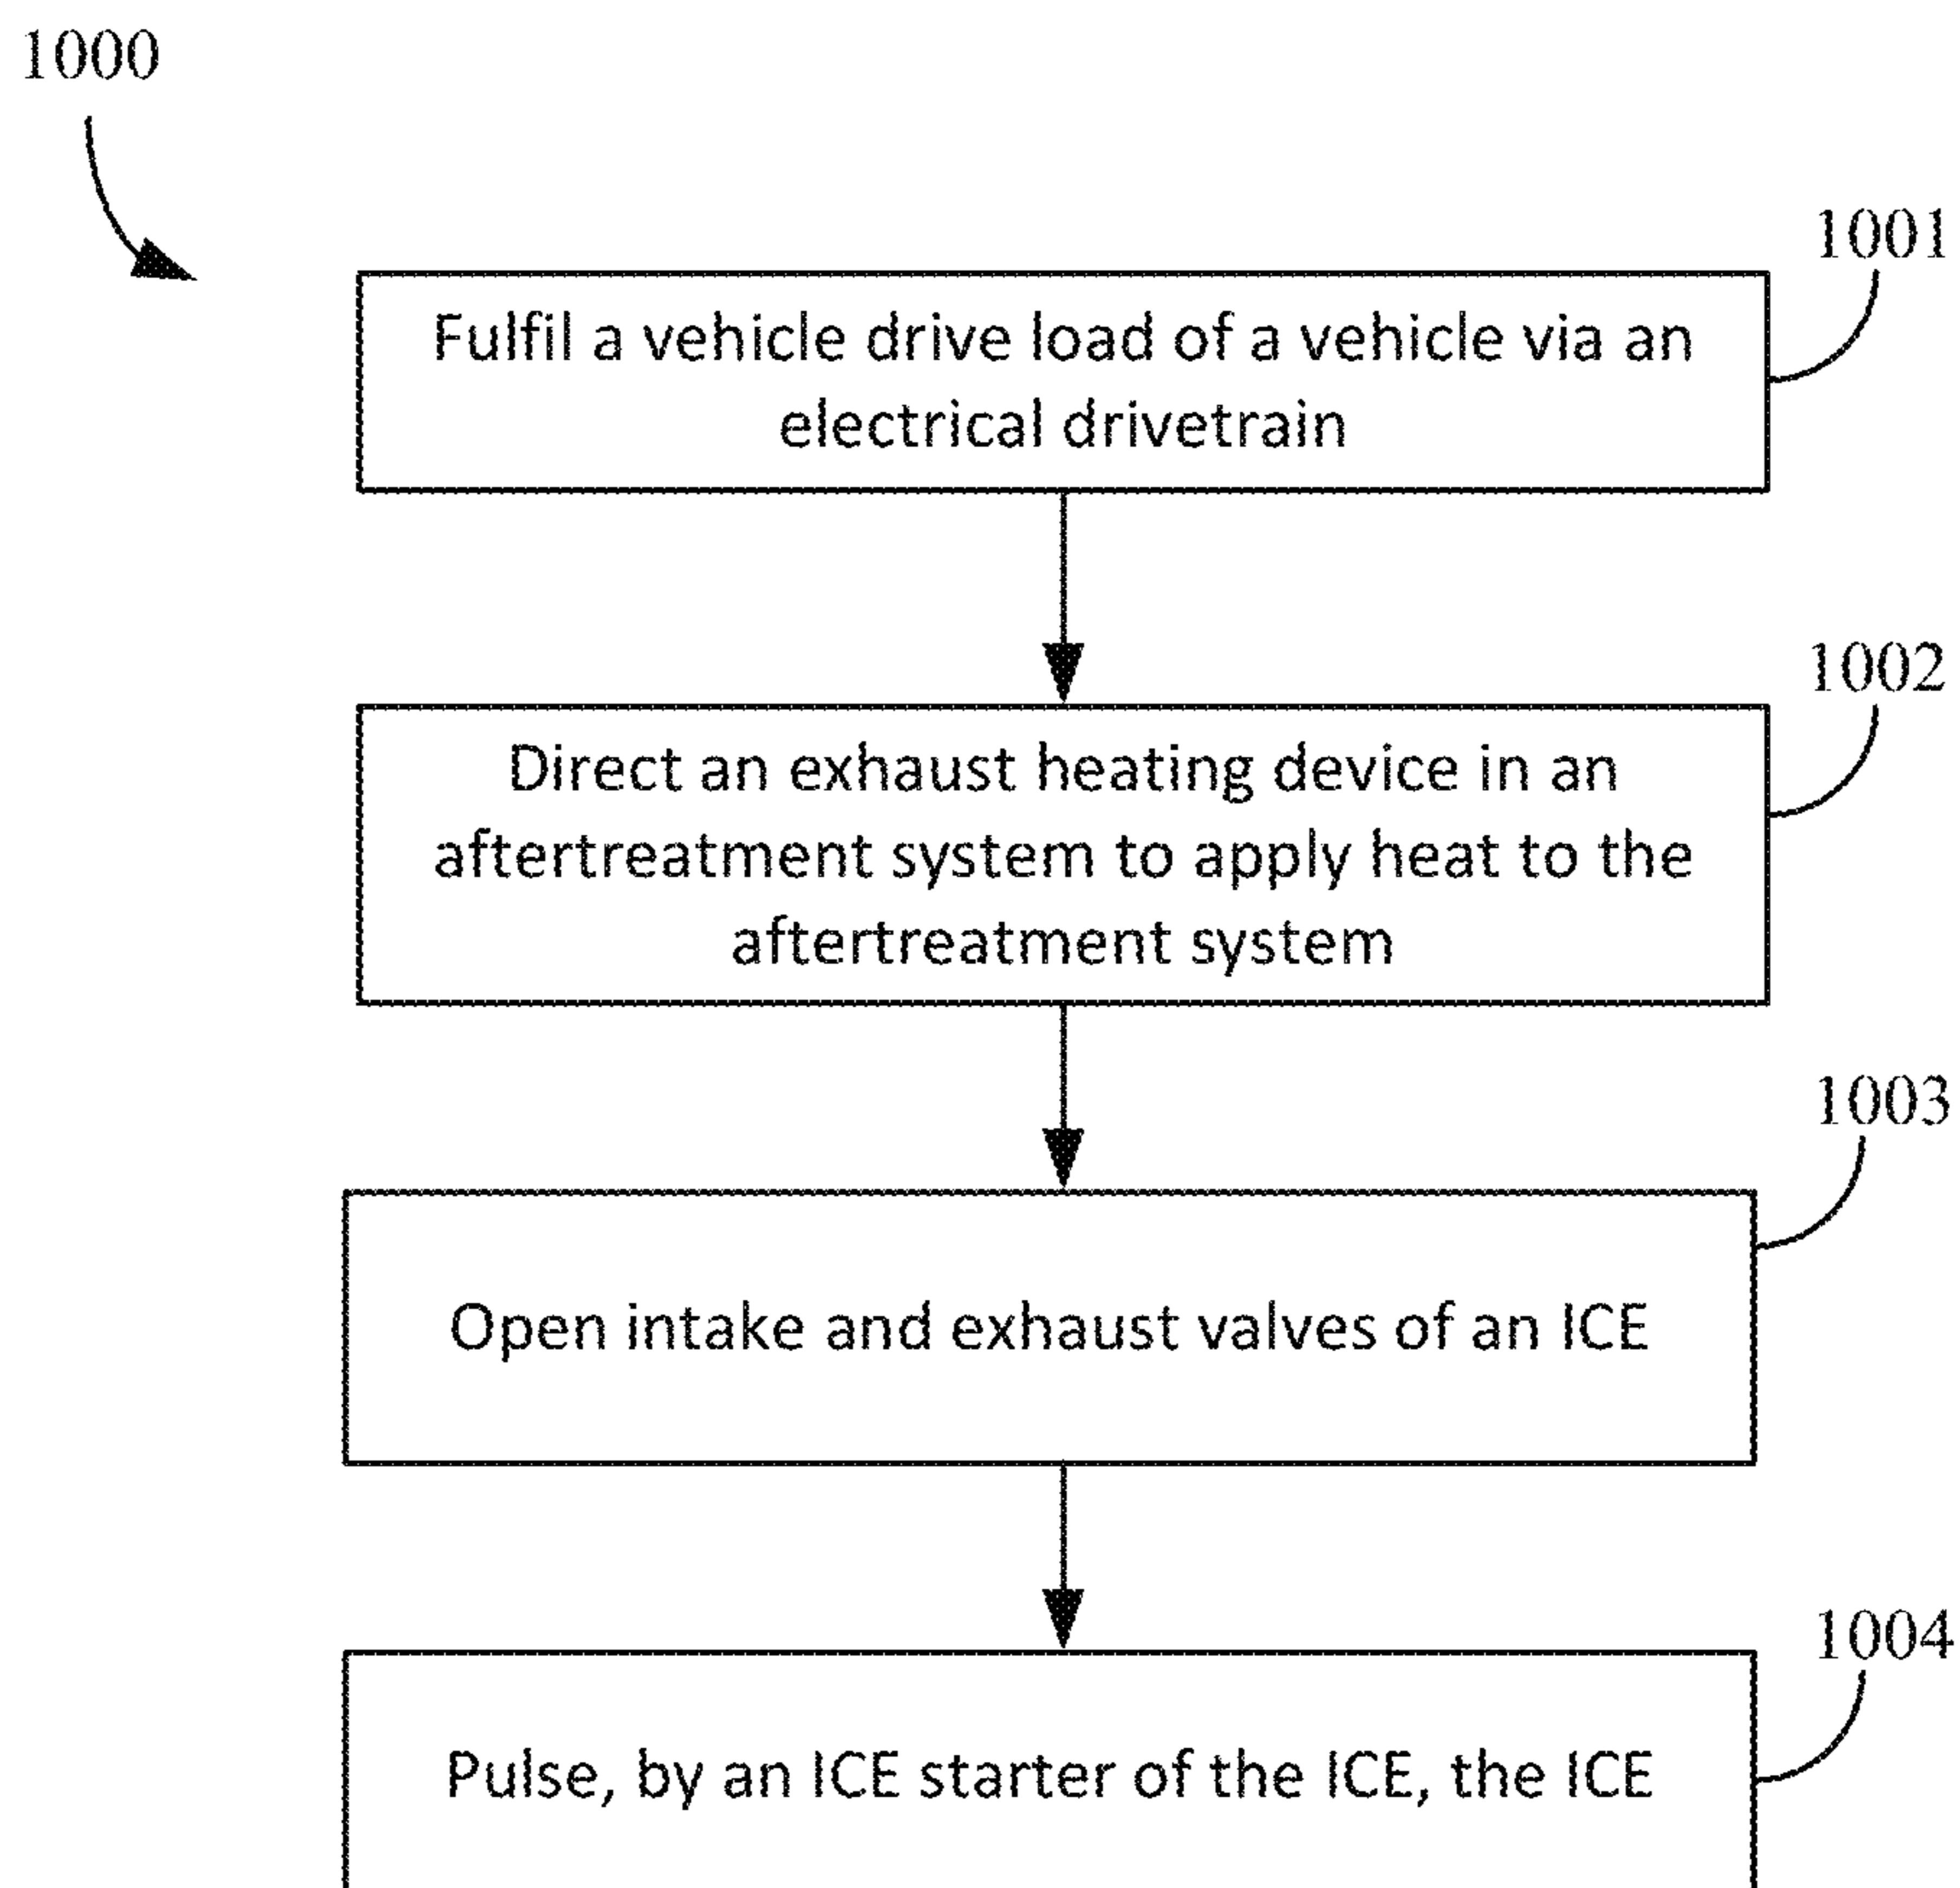 1000
1001
Fulfil a vehicle drive load of a vehicle via an
electrical drivetrain
1002
Direct an exhaust heating device in an
aftertreatment system to apply heat to the
aftertreatment system
1003
Open intake and exhaust valves of an ICE
1004
Pulse, by an ICE starter of the ICE, the ICE